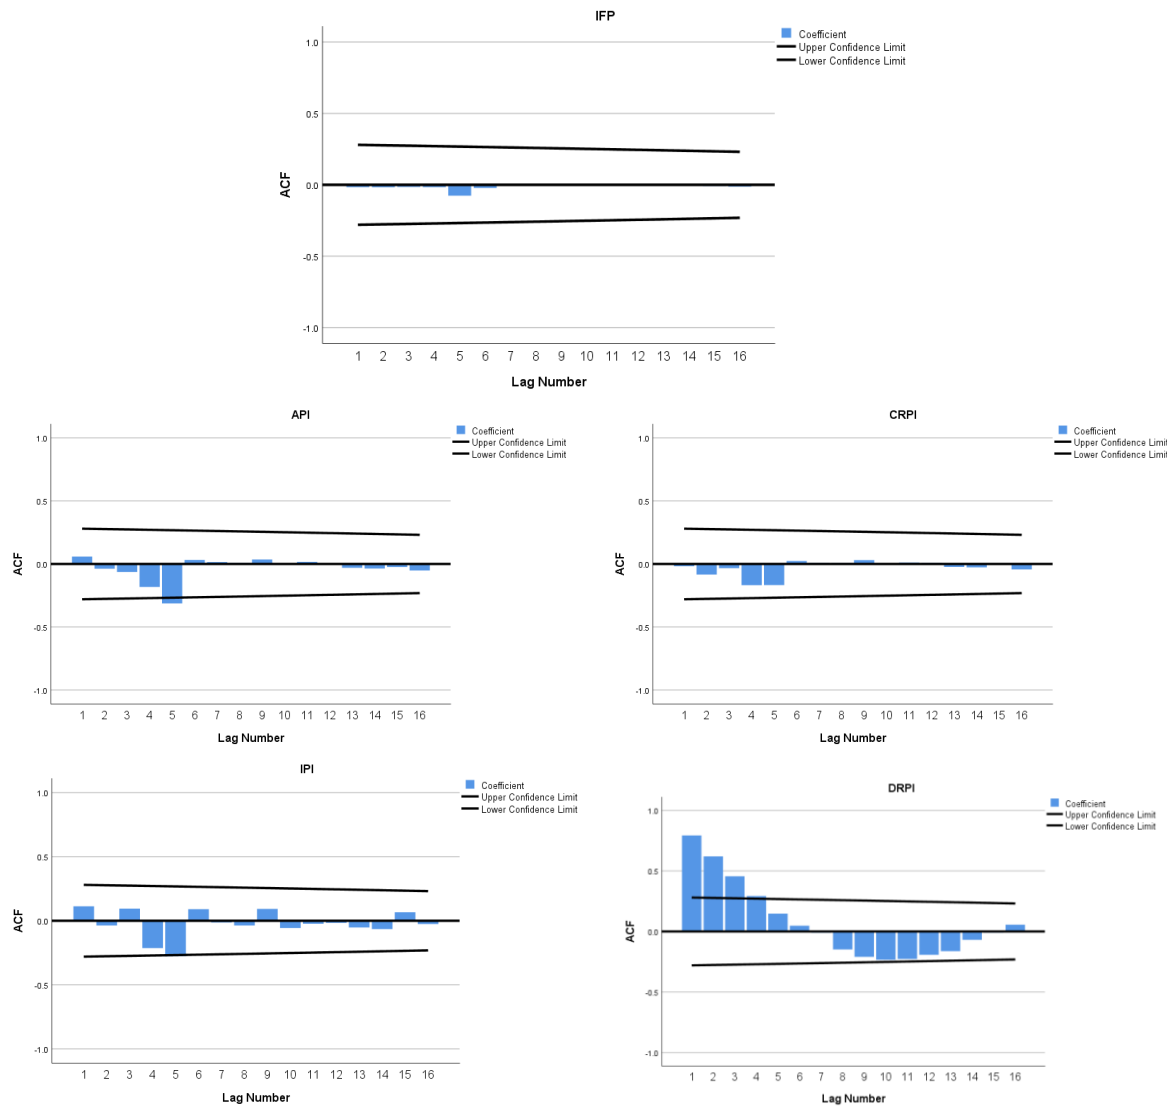 IFP
Coefficient
Upper Confidence Limit
Lower Confidence Limit
1.0
0.5
0.0
-0.5
-1.0
ACF
1 2 3 4 5 6 7 8 9 10 11 12 13 14 15 16
Lag Number
API
Coefficient
Upper Confidence Limit
Lower Confidence Limit
1.0
0.5
0.0
-0.5
-1.0
ACF
1 2 3 4 5 6 7 8 9 10 11 12 13 14 15 16
Lag Number
CRPI
Coefficient
Upper Confidence Limit
Lower Confidence Limit
1.0
0.5
0.0
-0.5
-1.0
ACF
1 2 3 4 5 6 7 8 9 10 11 12 13 14 15 16
Lag Number
IPI
Coefficient
Upper Confidence Limit
Lower Confidence Limit
1.0
0.5
0.0
-0.5
-1.0
ACF
1 2 3 4 5 6 7 8 9 10 11 12 13 14 15 16
Lag Number
DRPI
Coefficient
Upper Confidence Limit
Lower Confidence Limit
1.0
0.5
0.0
-0.5
-1.0
ACF
1 2 3 4 5 6 7 8 9 10 11 12 13 14 15 16
Lag Number